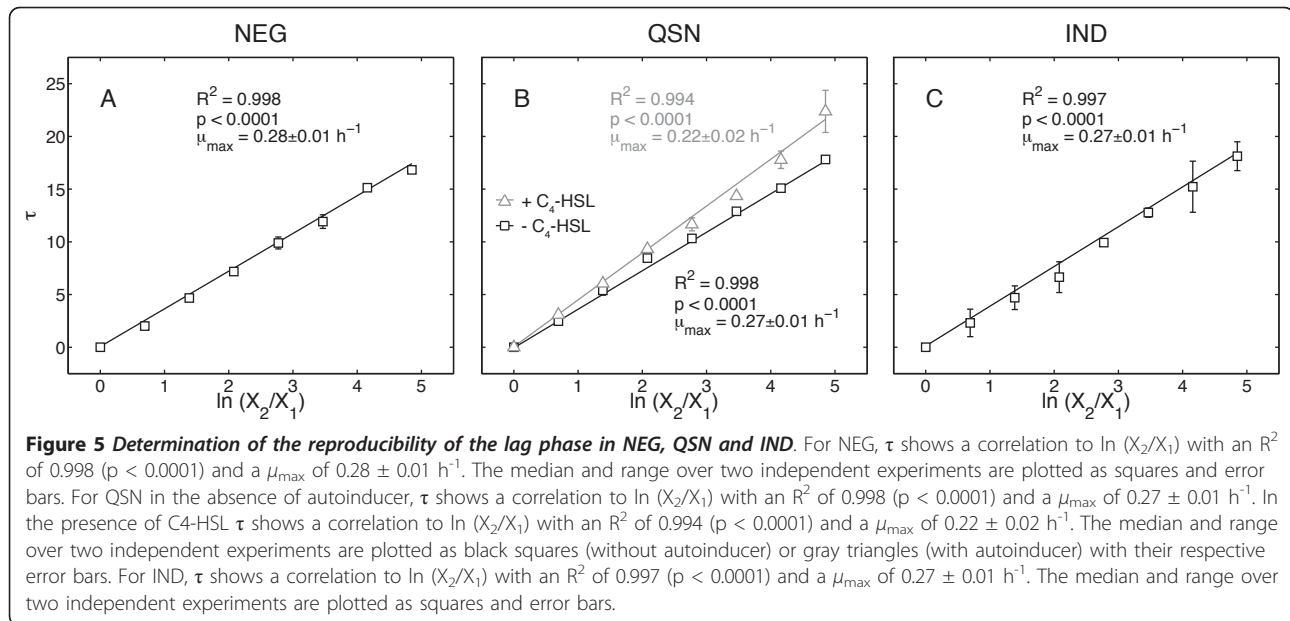 NEG
QSN
IND
τ
25
20
15
10
5
0
A
R² = 0.998
p < 0.0001
μmax = 0.28±0.01 h⁻¹
0 1 2 3 4 5
ln (X₂/X₁)
B
R² = 0.994
p < 0.0001
μmax = 0.22±0.02 h⁻¹
+ C₄-HSL
- C₄-HSL
R² = 0.998
p < 0.0001
μmax = 0.27±0.01 h⁻¹
0 1 2 3 4 5
ln (X₂/X₁)
C
R² = 0.997
p < 0.0001
μmax = 0.27±0.01 h⁻¹
0 1 2 3 4 5
ln (X₂/X₁)
Figure 5 Determination of the reproducibility of the lag phase in NEG, QSN and IND. For NEG, τ shows a correlation to ln (X₂/X₁) with an R²
of 0.998 (p < 0.0001) and a μmax of 0.28 ± 0.01 h⁻¹. The median and range over two independent experiments are plotted as squares and error
bars. For QSN in the absence of autoinducer, τ shows a correlation to ln (X₂/X₁) with an R² of 0.998 (p < 0.0001) and a μmax of 0.27 ± 0.01 h⁻¹. In
the presence of C4-HSL τ shows a correlation to ln (X₂/X₁) with an R² of 0.994 (p < 0.0001) and a μmax of 0.22 ± 0.02 h⁻¹. The median and range
over two independent experiments are plotted as black squares (without autoinducer) or gray triangles (with autoinducer) with their respective
error bars. For IND, τ shows a correlation to ln (X₂/X₁) with an R² of 0.997 (p < 0.0001) and a μmax of 0.27 ± 0.01 h⁻¹. The median and range over
two independent experiments are plotted as squares and error bars.